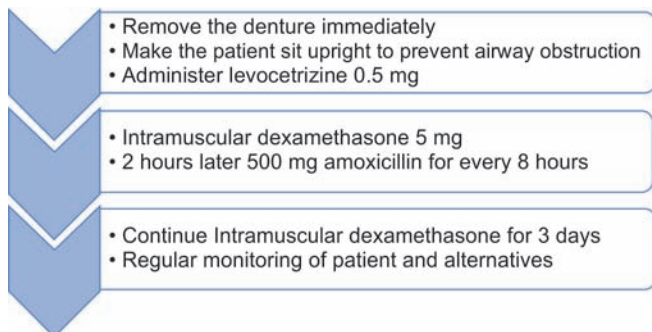 • Remove the denture immediately
• Make the patient sit upright to prevent airway obstruction
• Administer levocetrizine 0.5 mg
• Intramuscular dexamethasone 5 mg
• 2 hours later 500 mg amoxicillin for every 8 hours
• Continue Intramuscular dexamethasone for 3 days
• Regular monitoring of patient and alternatives